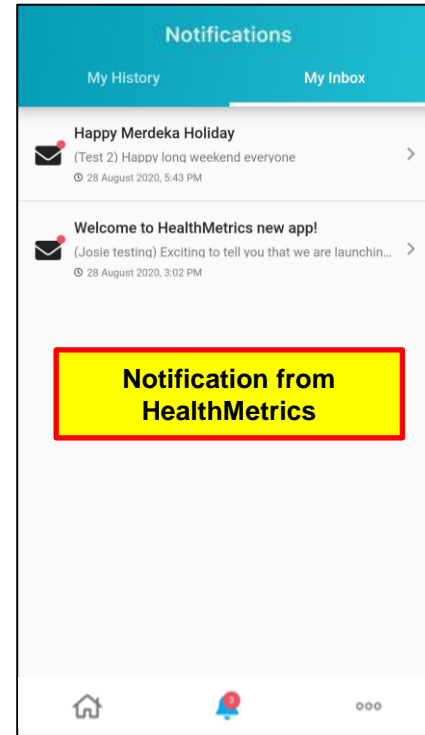 Notifications
My History
My Inbox
Happy Merdeka Holiday
(Test 2) Happy long weekend everyone
28 August 2020, 5:43 PM
Welcome to HealthMetrics new app!
(Josie testing) Exciting to tell you that we are launchin...
28 August 2020, 3:02 PM
Notification from
HealthMetrics
3